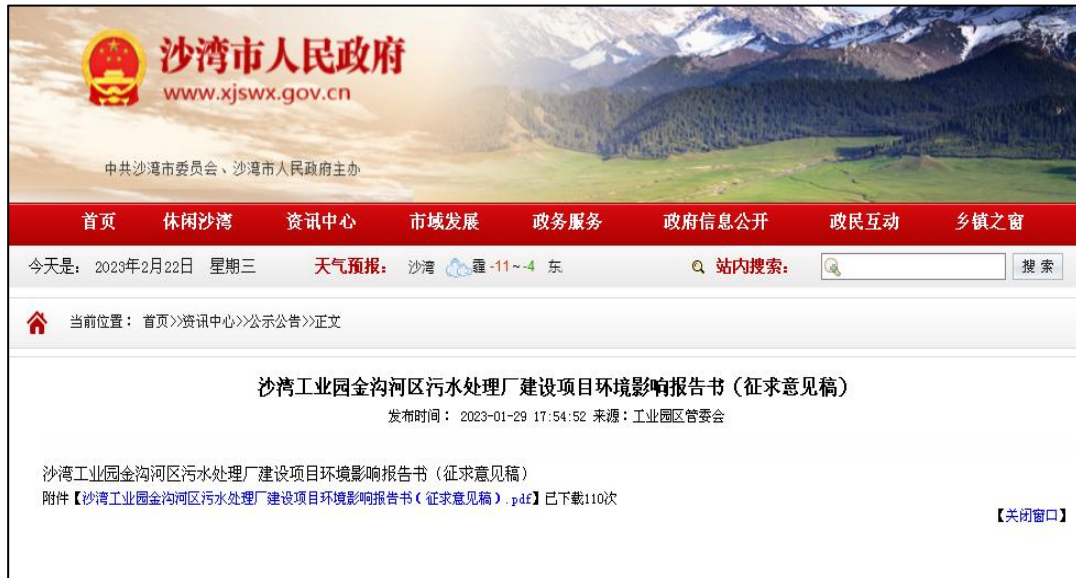 沙湾市人民政府
www.xjswx.gov.cn
中共沙湾市委员会、沙湾市人民政府主办
首页 休闲沙湾 资讯中心 市域发展 政务服务 政府信息公开 政民互动 乡镇之窗
今天是： 2023年2月22日 星期三 天气预报： 沙湾 霾 -11～-4 东 站内搜索： 搜索
当前位置： 首页>>资讯中心>>公示公告>>正文
沙湾工业园金沟河区污水处理厂建设项目环境影响报告书（征求意见稿）
发布时间： 2023-01-29 17:54:52 来源：工业园区管委会
沙湾工业园金沟河区污水处理厂建设项目环境影响报告书（征求意见稿）
附件【沙湾工业园金沟河区污水处理厂建设项目环境影响报告书（征求意见稿）.pdf】已下载110次
【关闭窗口】